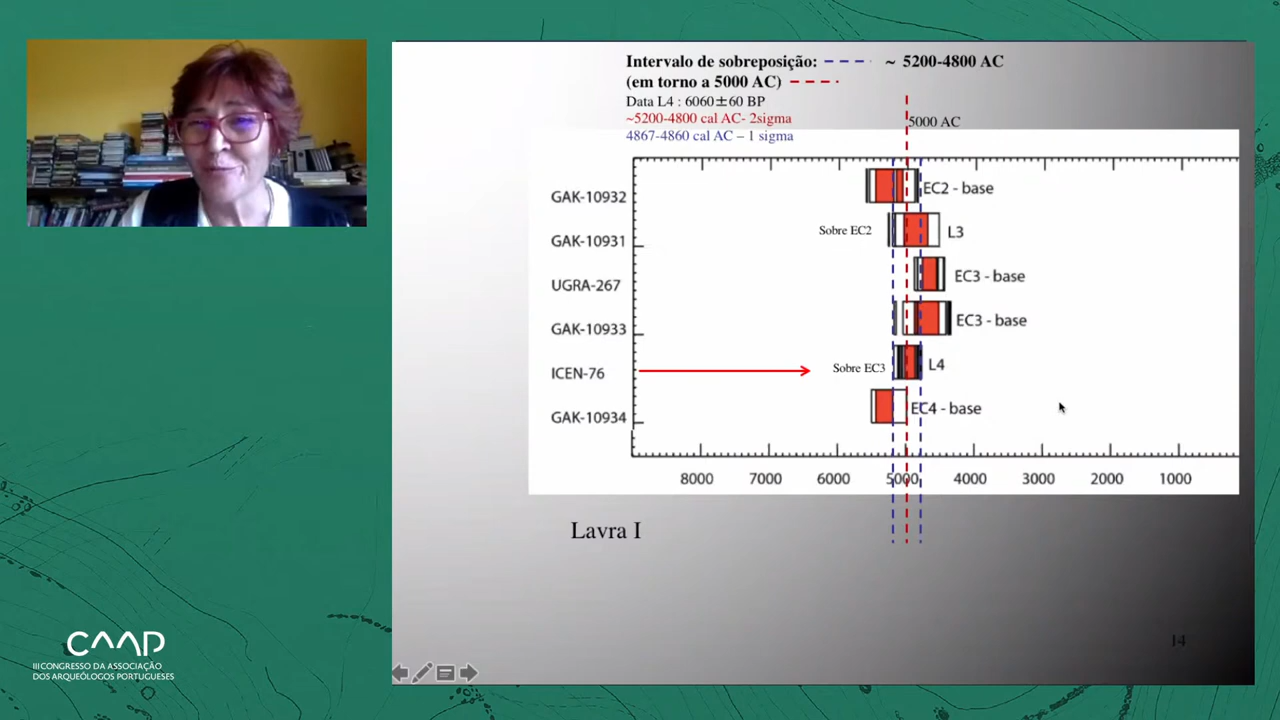 Intervalo de sobreposição: ~ 5200-4800 AC
(em torno a 5000 AC)
Data L4 : 6060±60 BP
~5200-4800 cal AC- 2sigma
4867-4860 cal AC – 1 sigma
5000 AC
GAK-10932
EC2 - base
GAK-10931
Sobre EC2
L3
UGRA-267
EC3 - base
GAK-10933
EC3 - base
ICEN-76
Sobre EC3
L4
GAK-10934
EC4 - base
8000 7000 6000 5000 4000 3000 2000 1000
Lavra I
14
CAAP
III CONGRESSO DA ASSOCIAÇÃO
DOS ARQUEÓLOGOS PORTUGUESES